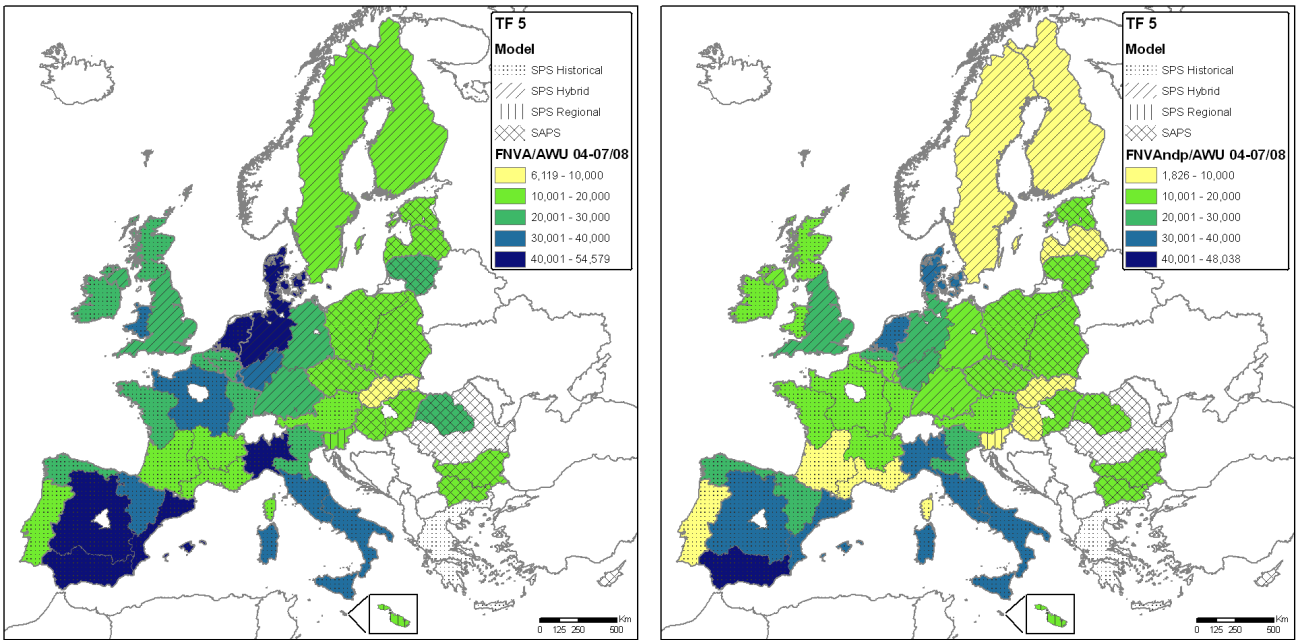 TF 5
Model
SPS Historical
SPS Hybrid
SPS Regional
SAPS
FNVA/AWU 04-07/08
6,119 - 10,000
10,001 - 20,000
20,001 - 30,000
30,001 - 40,000
40,001 - 54,579
Km
0 125 250 500
TF 5
Model
SPS Historical
SPS Hybrid
SPS Regional
SAPS
FNVAndp/AWU 04-07/08
1,826 - 10,000
10,001 - 20,000
20,001 - 30,000
30,001 - 40,000
40,001 - 48,038
Km
0 125 250 500